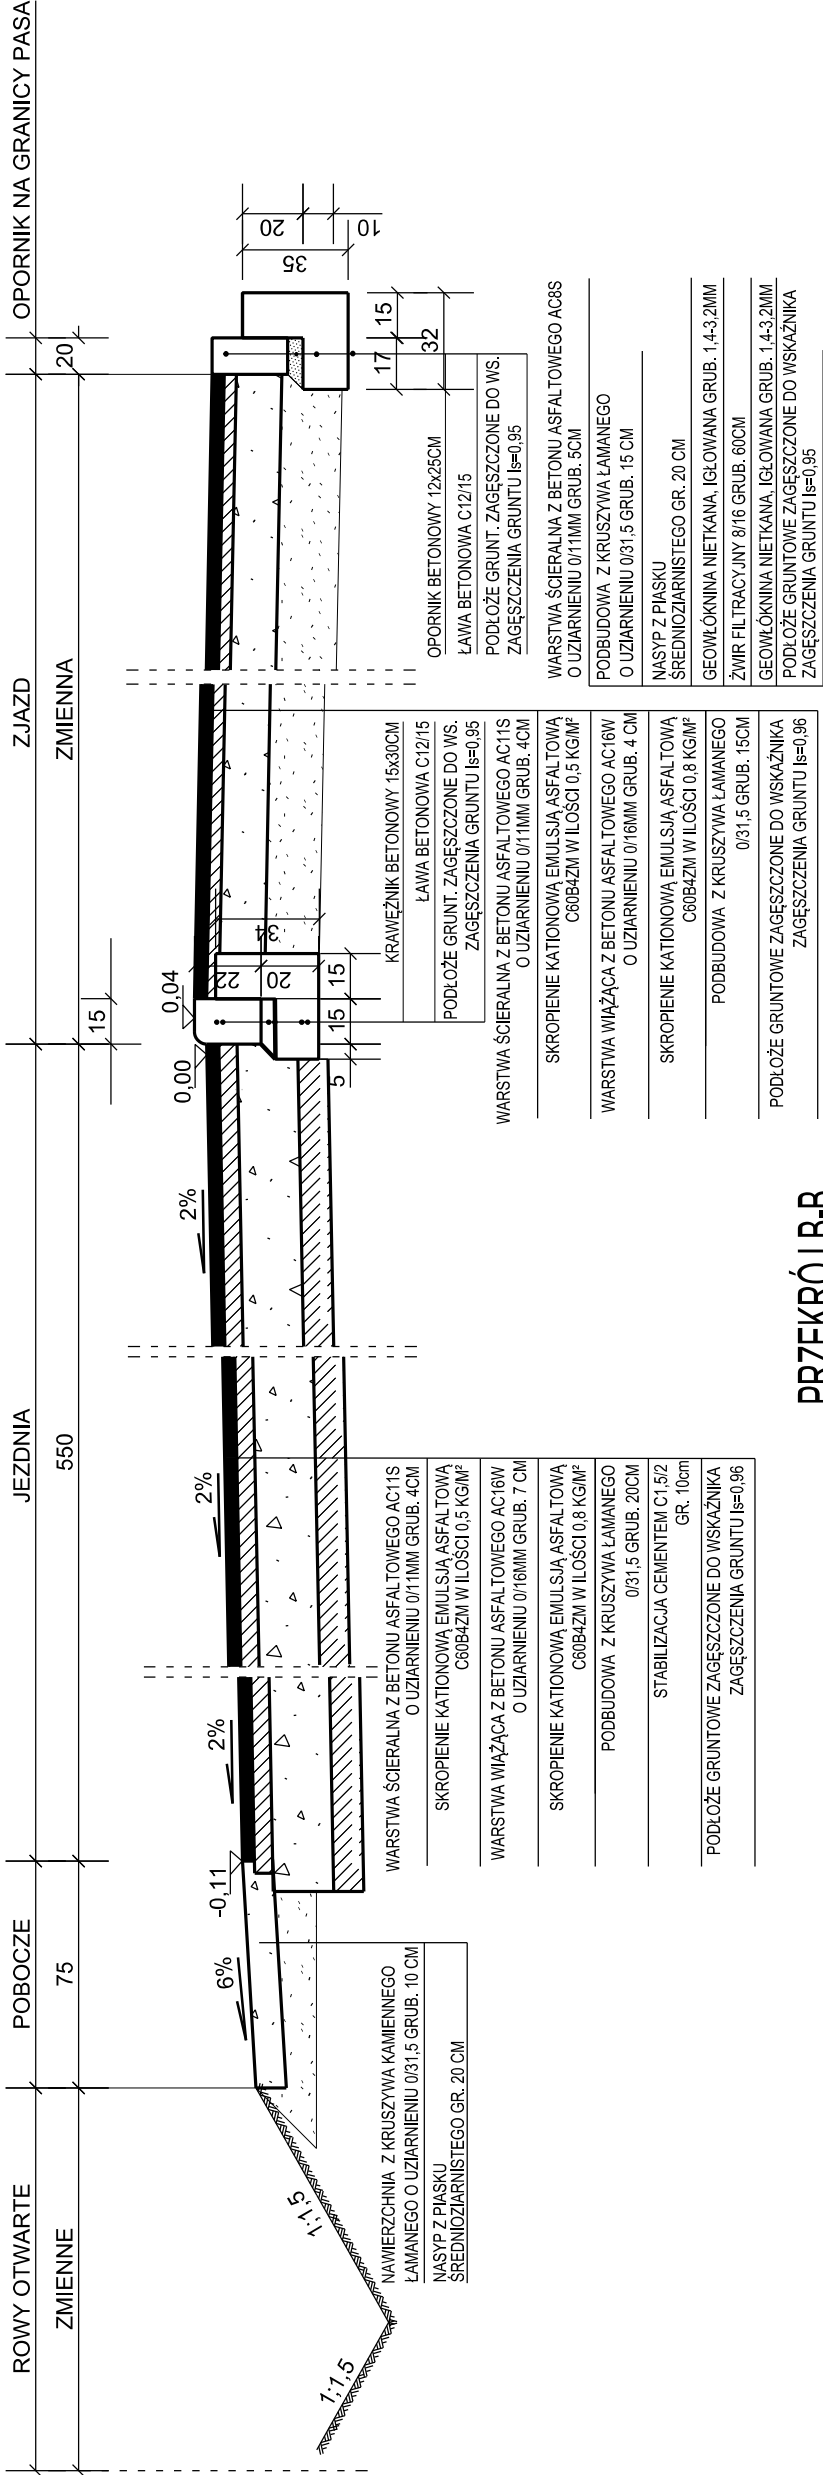 ROWY OTWARTE
POBOCZE
JEZDNIA
ZJAZD
OPORNIK NA GRANICY PASA
ZMIENNE
75
550
ZMIENNA
20
15
1:1,5
1:1,5
6%
-0,11
2%
2%
2%
0,00
0,04
22
20
34
5
15
15
20
10
35
17
15
32
NAWIERZCHNIA Z KRUSZYWA KAMIENNEGO
ŁAMANEGO O UZIARNIENIU 0/31,5 GRUB. 10 CM
NASYP Z PIASKU
ŚREDNIOZIARNISTEGO GR. 20 CM
WARSTWA ŚCIERALNA Z BETONU ASFALTOWEGO AC11S
O UZIARNIENIU 0/11MM GRUB. 4CM
SKROPIENIE KATIONOWĄ EMULSJĄ ASFALTOWĄ
C60B4ZM W ILOŚCI 0,5 KG/M²
WARSTWA WIĄŻĄCA Z BETONU ASFALTOWEGO AC16W
O UZIARNIENIU 0/16MM GRUB. 7 CM
SKROPIENIE KATIONOWĄ EMULSJĄ ASFALTOWĄ
C60B4ZM W ILOŚCI 0,8 KG/M²
PODBUDOWA Z KRUSZYWA ŁAMANEGO
0/31,5 GRUB. 20CM
STABILIZACJA CEMENTEM C1,5/2
GR. 10cm
PODŁOŻE GRUNTOWE ZAGĘSZCZONE DO WSKAŹNIKA
ZAGĘSZCZENIA GRUNTU Is=0,96
KRAWĘŻNIK BETONOWY 15x30CM
ŁAWA BETONOWA C12/15
PODŁOŻE GRUNT. ZAGĘSZCZONE DO WS.
ZAGĘSZCZENIA GRUNTU Is=0,95
WARSTWA ŚCIERALNA Z BETONU ASFALTOWEGO AC11S
O UZIARNIENIU 0/11MM GRUB. 4CM
SKROPIENIE KATIONOWĄ EMULSJĄ ASFALTOWĄ
C60B4ZM W ILOŚCI 0,5 KG/M²
WARSTWA WIĄŻĄCA Z BETONU ASFALTOWEGO AC16W
O UZIARNIENIU 0/16MM GRUB. 4 CM
SKROPIENIE KATIONOWĄ EMULSJĄ ASFALTOWĄ
C60B4ZM W ILOŚCI 0,8 KG/M²
PODBUDOWA Z KRUSZYWA ŁAMANEGO
0/31,5 GRUB. 15CM
PODŁOŻE GRUNTOWE ZAGĘSZCZONE DO WSKAŹNIKA
ZAGĘSZCZENIA GRUNTU Is=0,96
OPORNIK BETONOWY 12x25CM
ŁAWA BETONOWA C12/15
PODŁOŻE GRUNT. ZAGĘSZCZONE DO WS.
ZAGĘSZCZENIA GRUNTU Is=0,95
WARSTWA ŚCIERALNA Z BETONU ASFALTOWEGO AC8S
O UZIARNIENIU 0/11MM GRUB. 5CM
PODBUDOWA Z KRUSZYWA ŁAMANEGO
O UZIARNIENIU 0/31,5 GRUB. 15 CM
NASYP Z PIASKU
ŚREDNIOZIARNISTEGO GR. 20 CM
GEOWŁÓKNINA NIETKANA, IGŁOWANA GRUB. 1,4-3,2MM
ŻWIR FILTRACYJNY 8/16 GRUB. 60CM
GEOWŁÓKNINA NIETKANA, IGŁOWANA GRUB. 1,4-3,2MM
PODŁOŻE GRUNTOWE ZAGĘSZCZONE DO WSKAŹNIKA
ZAGĘSZCZENIA GRUNTU Is=0,95
PRZEKRÓJ B-B